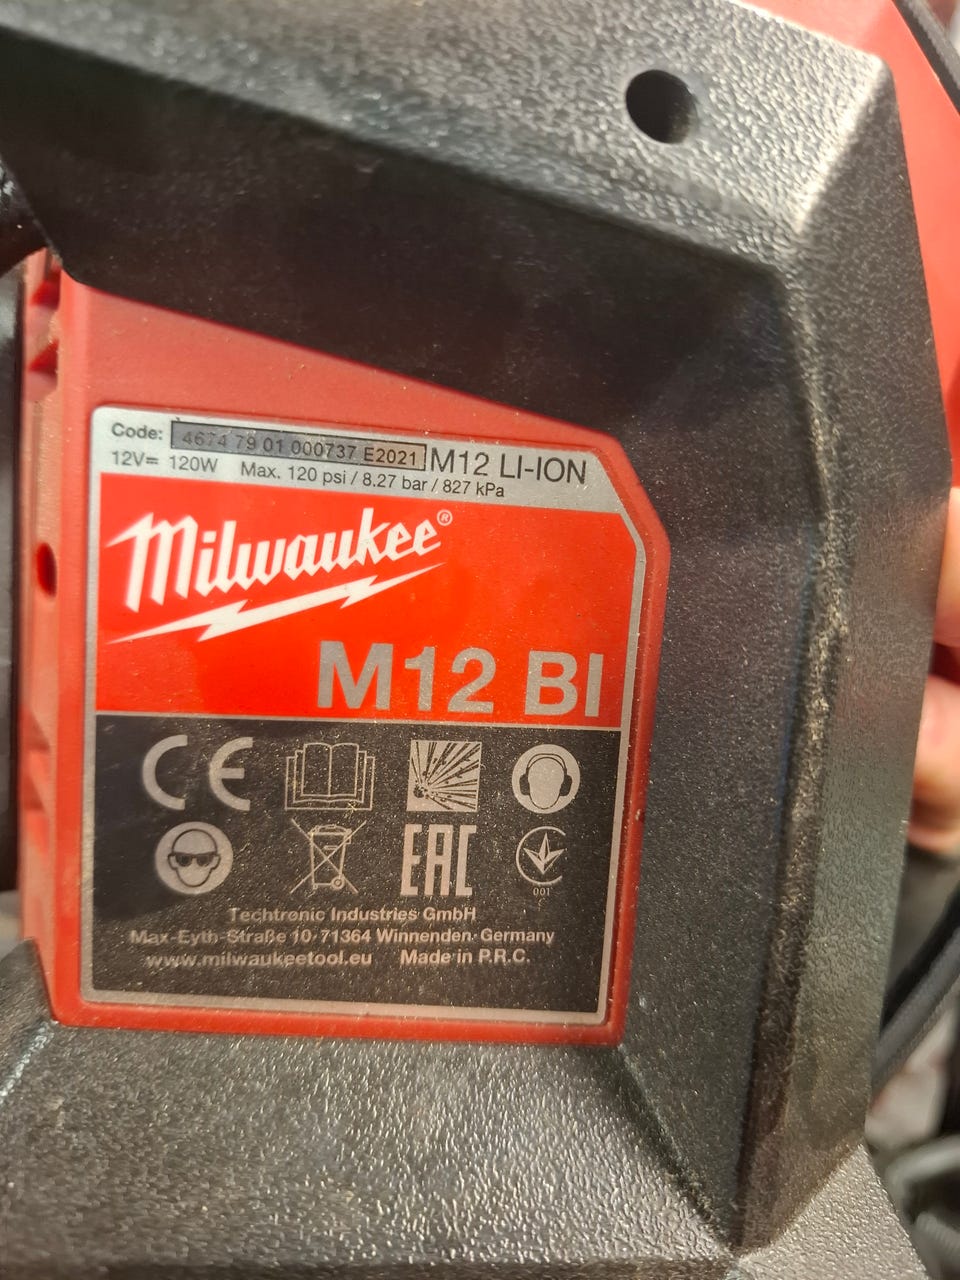 Code: 4674 79 01 000737 E2021 M12 LI-ION
12V= 120W Max. 120 psi / 8.27 bar / 827 kPa
Milwaukee®
M12 BI
CE
EAC
001
Techtronic Industries GmbH
Max-Eyth-Straße 10·71364 Winnenden·Germany
www.milwaukeetool.eu Made in P.R.C.